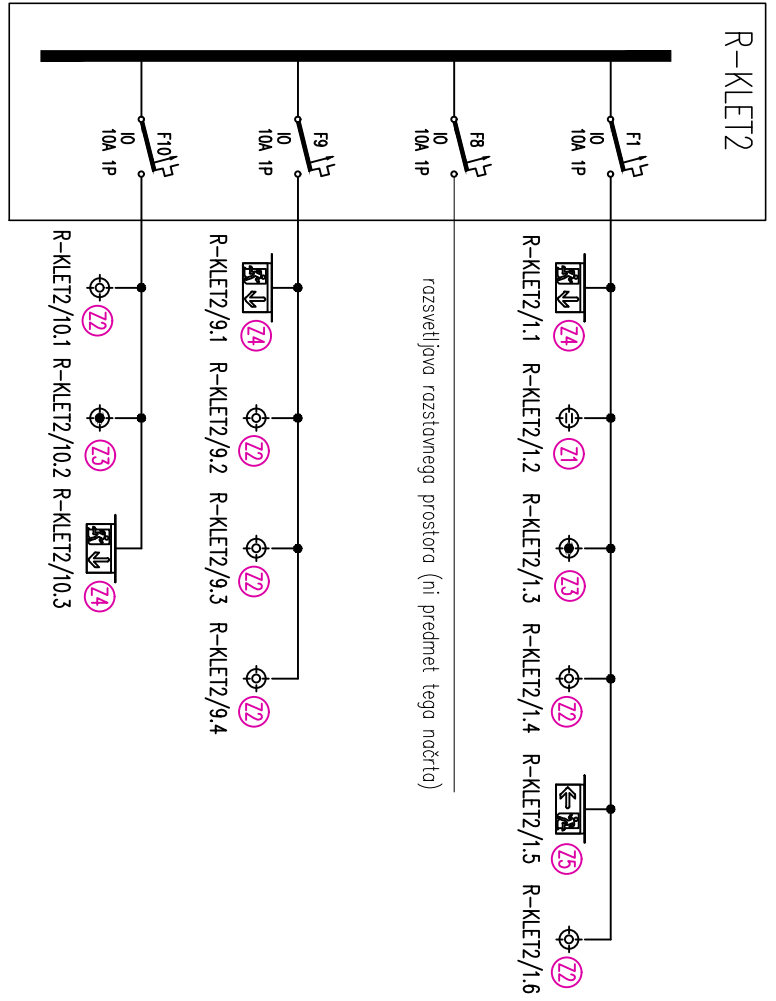 R-KLET2
F1
IO
10A 1P
R-KLET2/1.1
Z4
R-KLET2/1.2
Z1
R-KLET2/1.3
Z3
R-KLET2/1.4
Z2
R-KLET2/1.5
Z5
R-KLET2/1.6
Z2
F8
IO
10A 1P
razsvetljava razstavnega prostora (ni predmet tega načrta)
F9
IO
10A 1P
R-KLET2/9.1
Z4
R-KLET2/9.2
Z2
R-KLET2/9.3
Z2
R-KLET2/9.4
Z2
F10
IO
10A 1P
R-KLET2/10.1
Z2
R-KLET2/10.2
Z3
R-KLET2/10.3
Z4